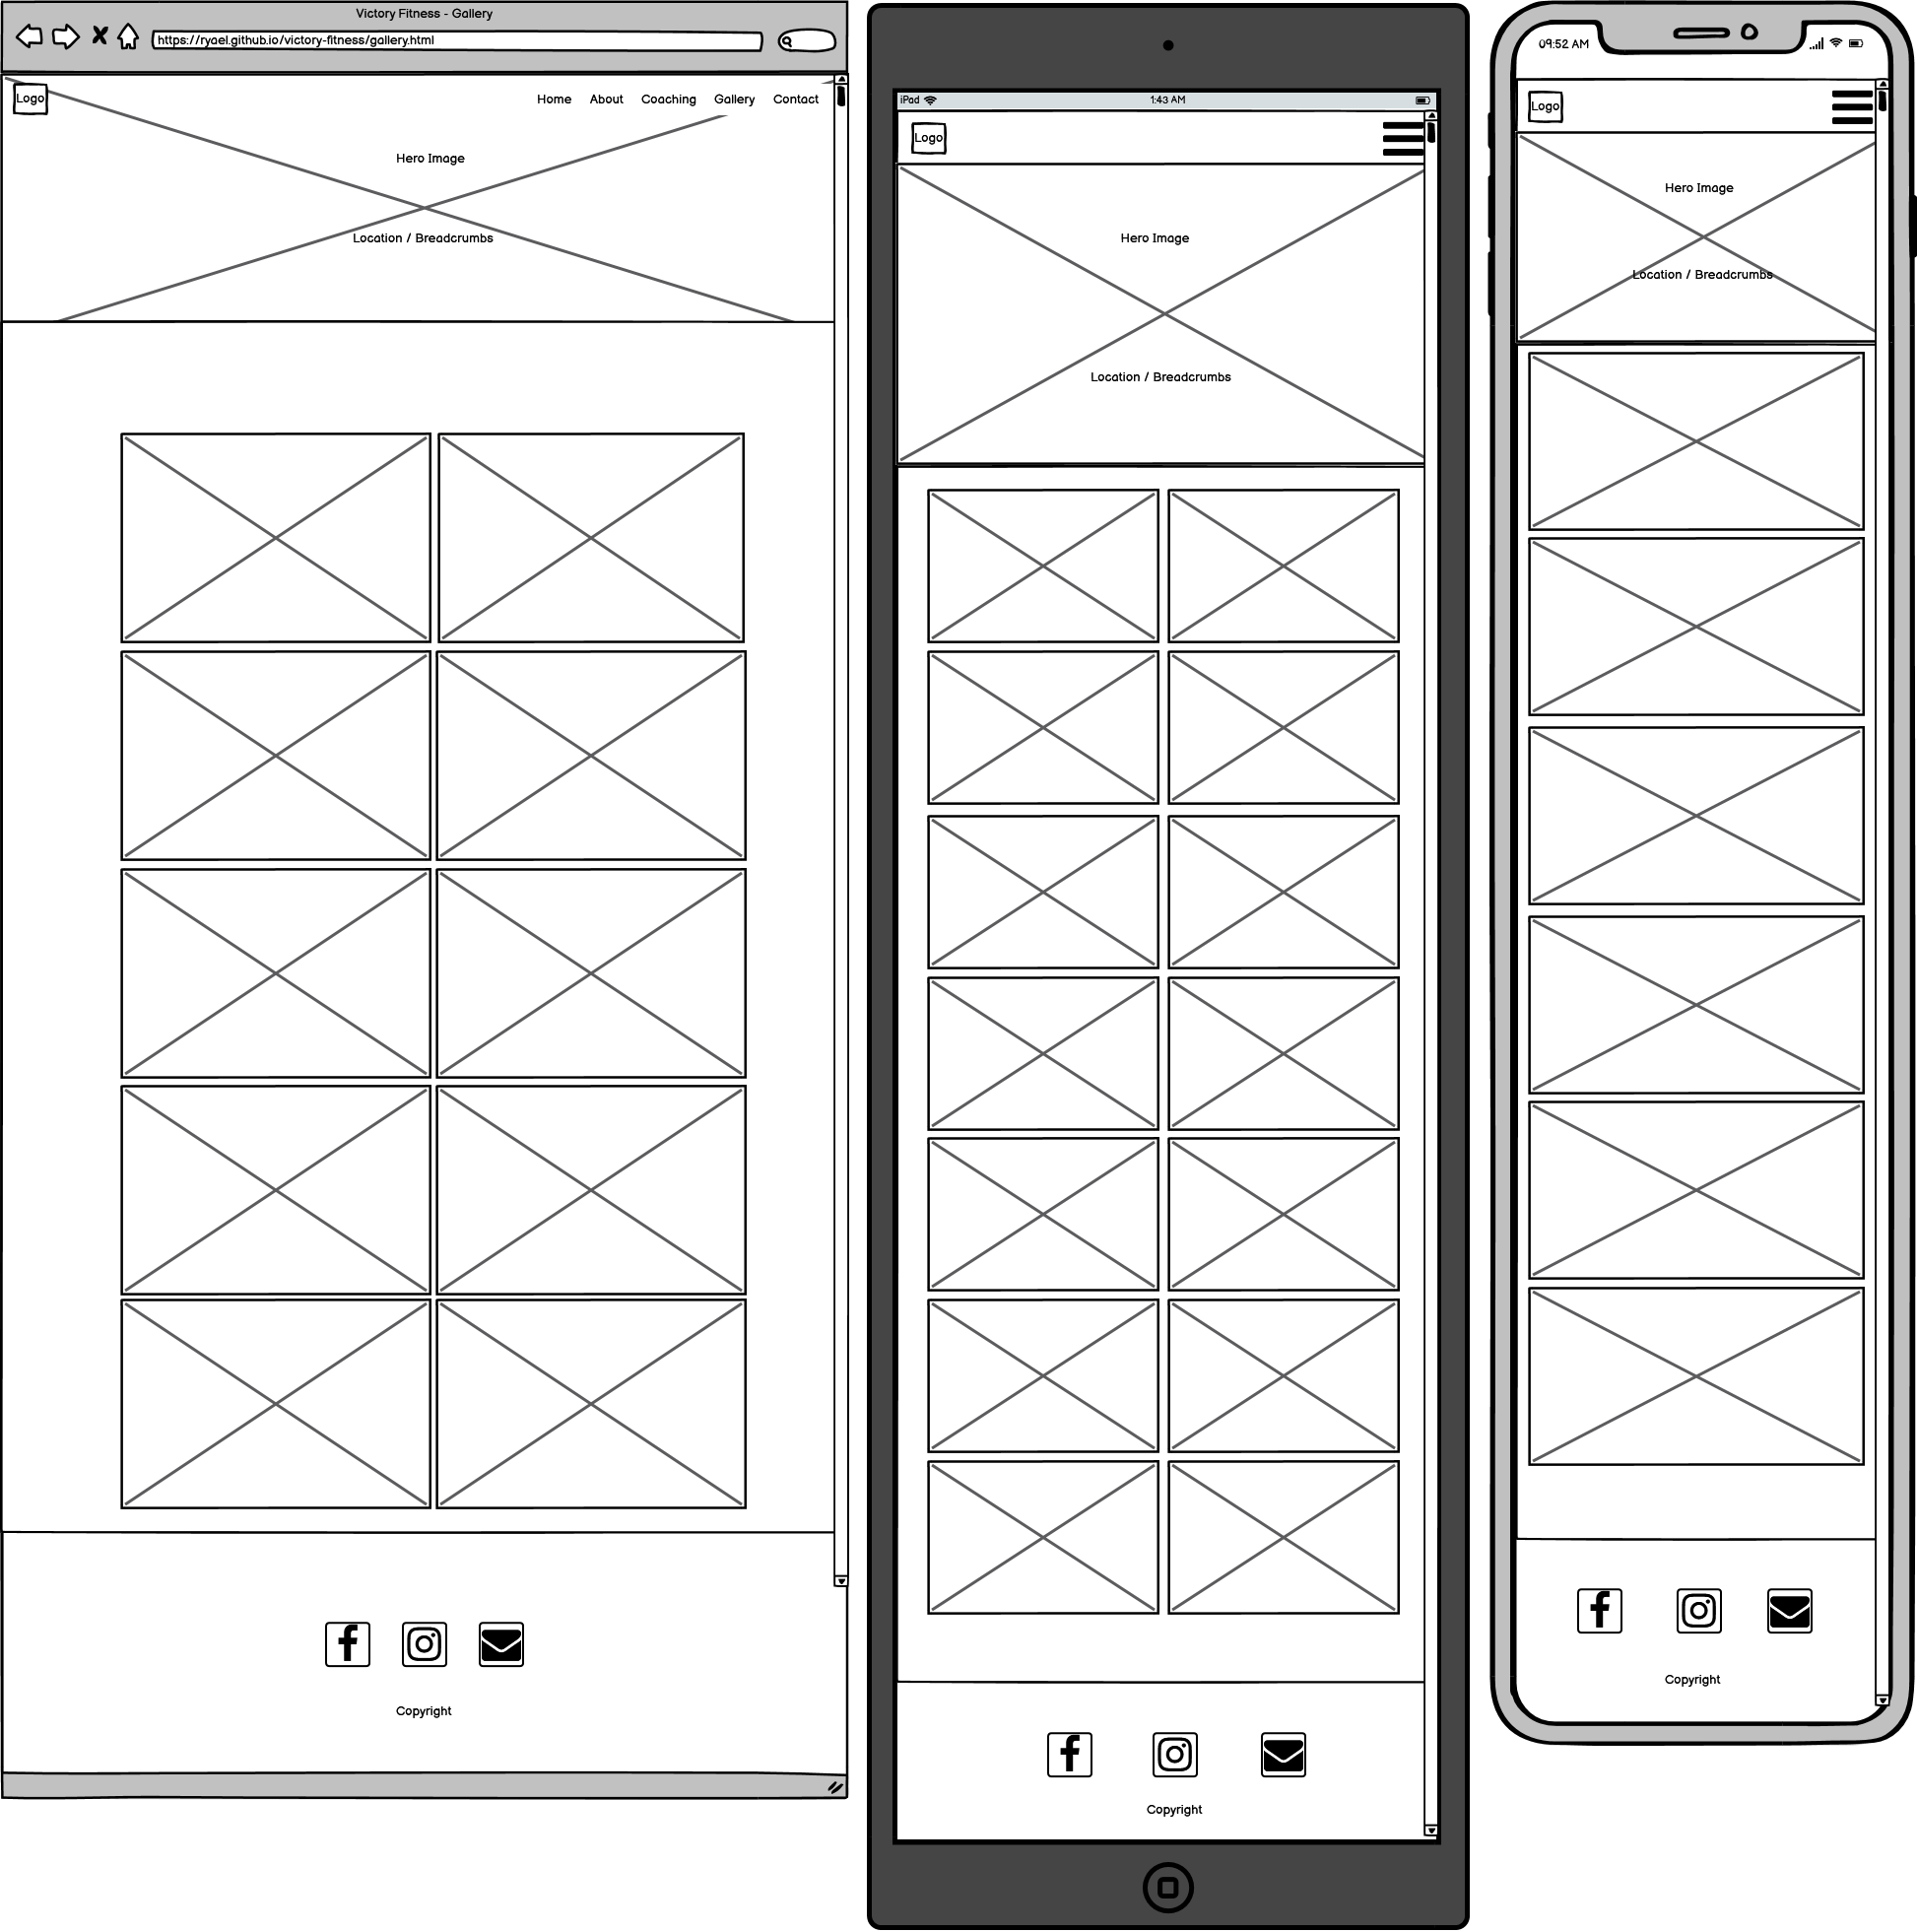 Victory Fitness - Gallery
https://ryael.github.io/victory-fitness/gallery.html
Logo
Home About Coaching Gallery Contact
Hero Image
Location / Breadcrumbs
Copyright
iPad 1:43 AM
Logo
Hero Image
Location / Breadcrumbs
Copyright
09:52 AM
Logo
Hero Image
Location / Breadcrumbs
Copyright